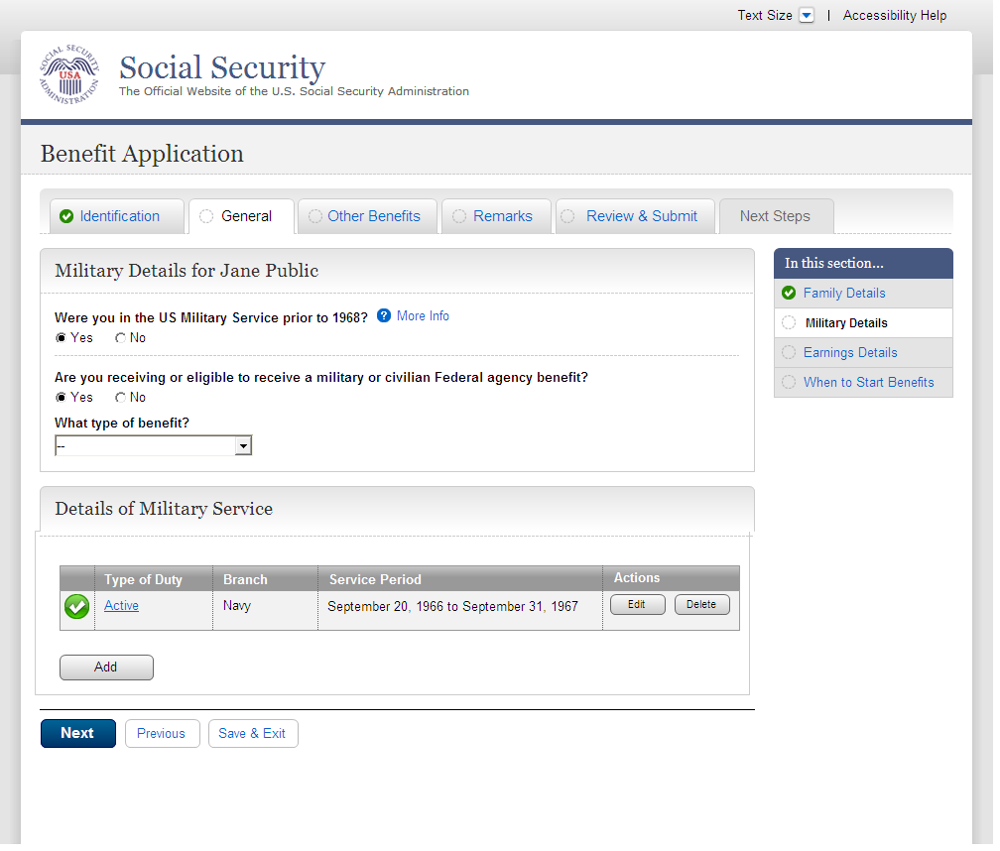 Text Size | Accessibility Help
SOCIAL SECURITY ADMINISTRATION
USA
Social Security
The Official Website of the U.S. Social Security Administration
Benefit Application
Identification General Other Benefits Remarks Review & Submit Next Steps
Military Details for Jane Public
Were you in the US Military Service prior to 1968? ? More Info
Yes No
Are you receiving or eligible to receive a military or civilian Federal agency benefit?
Yes No
What type of benefit?
--
In this section...
Family Details
Military Details
Earnings Details
When to Start Benefits
Details of Military Service
Type of Duty Branch Service Period Actions
Active Navy September 20, 1966 to September 31, 1967 Edit Delete
Add
Next Previous Save & Exit